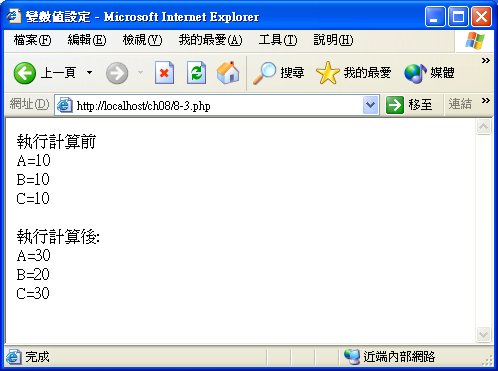 變數值設定 - Microsoft Internet Explorer
檔案(F) 編輯(E) 檢視(V) 我的最愛(A) 工具(T) 說明(H)
上一頁 搜尋 我的最愛 媒體
網址(D) http://localhost/ch08/8-3.php 移至 連結
執行計算前
A=10
B=10
C=10
執行計算後:
A=30
B=20
C=30
完成 近端內部網路